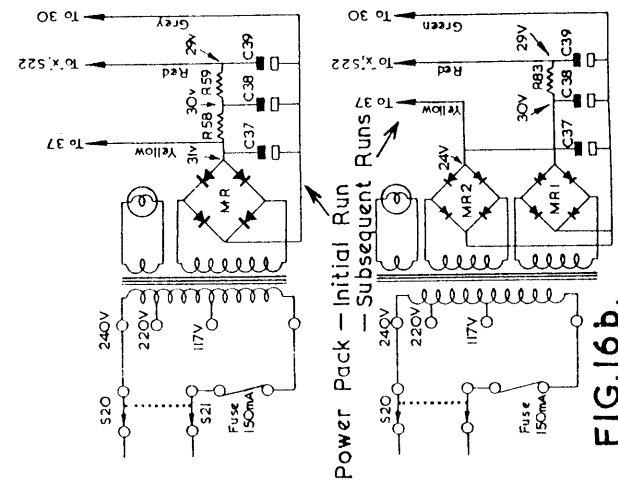 To 30
Grey
To "x", S22
Red
29v
R59
C39
30v
R58
C38
To 37
Yellow
31v
C37
MR
240V
220V
117V
S20
S21
Fuse
150mA
Power Pack — Initial Run
— Subsequent Runs
To 30
Green
To "x", S22
Red
29V
R83
C39
30V
C38
To 37
Yellow
24V
C37
MR2
MR1
240V
220V
117V
S20
Fuse
150mA
FIG.16b.